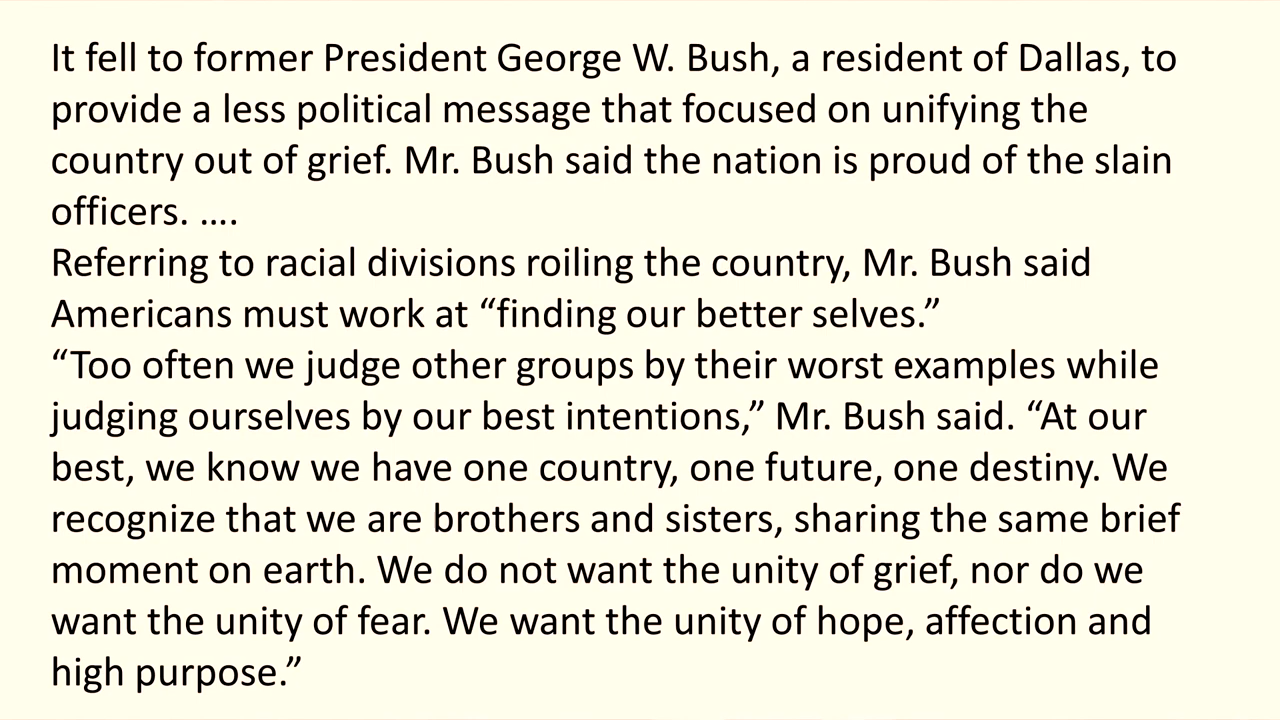 It fell to former President George W. Bush, a resident of Dallas, to
provide a less political message that focused on unifying the
country out of grief. Mr. Bush said the nation is proud of the slain
officers. ....
Referring to racial divisions roiling the country, Mr. Bush said
Americans must work at “finding our better selves.”
“Too often we judge other groups by their worst examples while
judging ourselves by our best intentions,” Mr. Bush said. “At our
best, we know we have one country, one future, one destiny. We
recognize that we are brothers and sisters, sharing the same brief
moment on earth. We do not want the unity of grief, nor do we
want the unity of fear. We want the unity of hope, affection and
high purpose.”